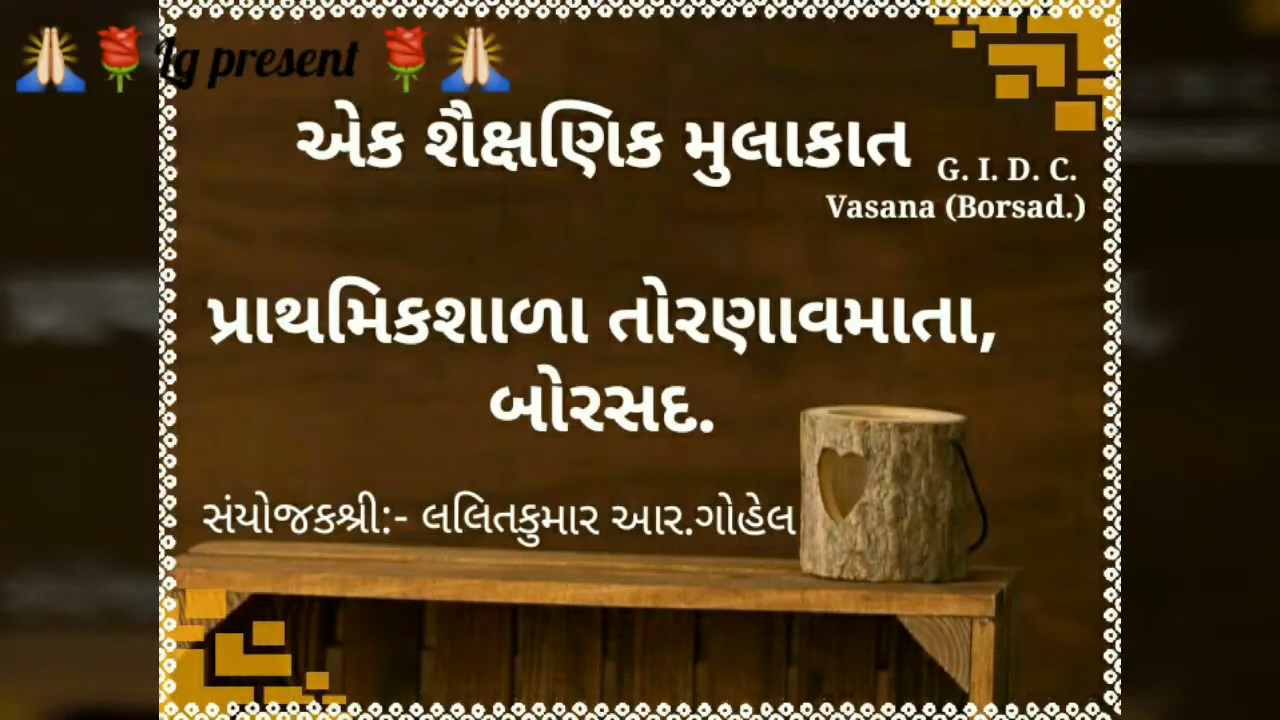 🙏🌹Lg present 🌹🙏
એક શૈક્ષણિક મુલાકાત
G. I. D. C.
Vasana (Borsad.)
પ્રાથમિકશાળા તોરણાવમાતા,
બોરસદ.
સંયોજકશ્રી:- લલિતકુમાર આર.ગોહેલ